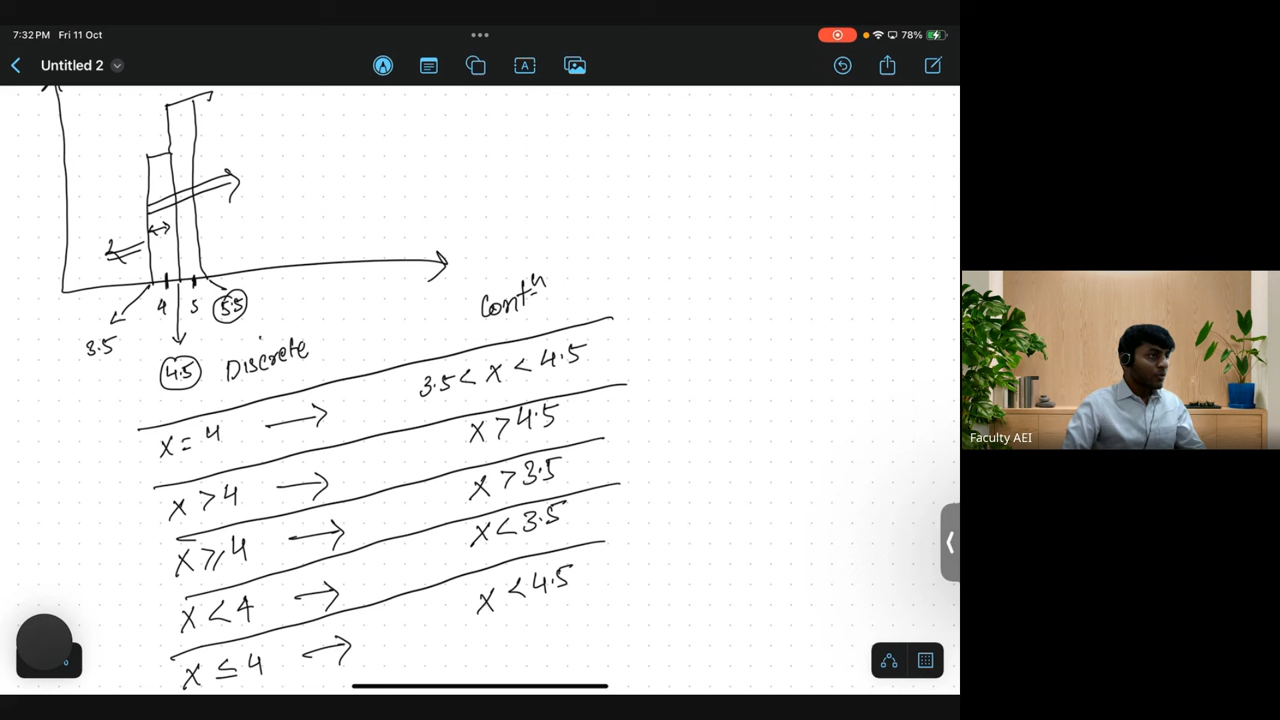 7:32 PM Fri 11 Oct
78%
Untitled 2
4 5 5.5
3.5
4.5 Discrete
Contn
x = 4 → 3.5 < x < 4.5
x > 4 → x > 4.5
x ≥ 4 → x > 3.5
x < 4 → x < 3.5
x ≤ 4 → x < 4.5
Faculty AEI